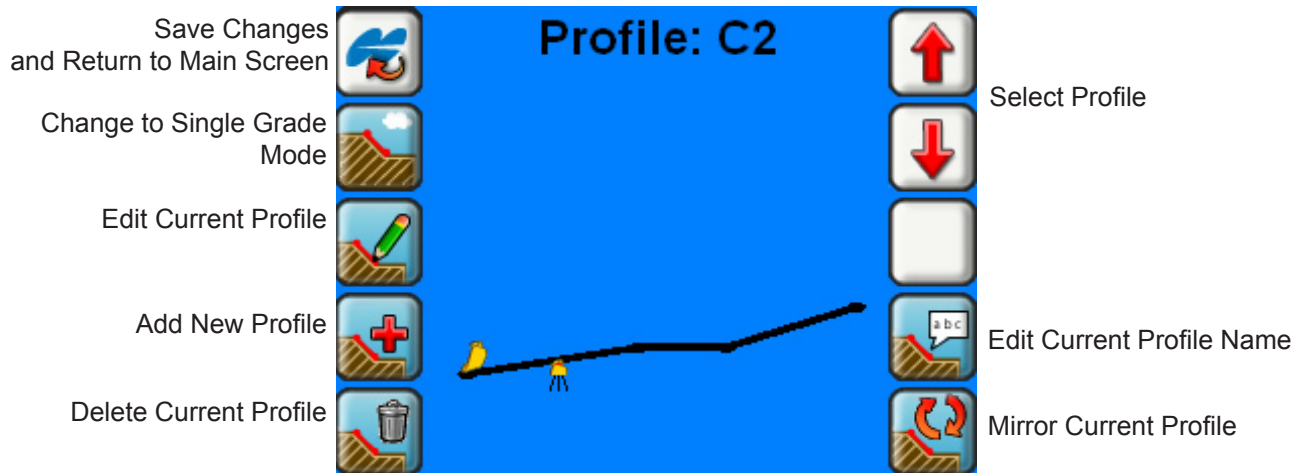 Save Changes
and Return to Main Screen
Change to Single Grade
Mode
Edit Current Profile
Add New Profile
Delete Current Profile
Profile: C2
abc
Select Profile
Edit Current Profile Name
Mirror Current Profile